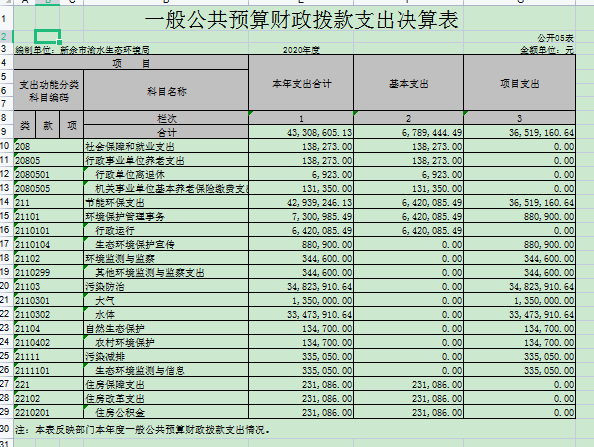 一般公共预算财政拨款支出决算表
公开05表
编制单位：新余市渝水生态环境局 2020年度 金额单位：元
项 目 本年支出合计 基本支出 项目支出
支出功能分类科目编码 科目名称
类 款 项 栏次 1 2 3
合计 43,308,605.13 6,789,444.49 36,519,160.64
208 社会保障和就业支出 138,273.00 138,273.00 0.00
20805 行政事业单位养老支出 138,273.00 138,273.00 0.00
2080501 行政单位离退休 6,923.00 6,923.00 0.00
2080505 机关事业单位基本养老保险缴费支 131,350.00 131,350.00 0.00
211 节能环保支出 42,939,246.13 6,420,085.49 36,519,160.64
21101 环境保护管理事务 7,300,985.49 6,420,085.49 880,900.00
2110101 行政运行 6,420,085.49 6,420,085.49 0.00
2110104 生态环境保护宣传 880,900.00 0.00 880,900.00
21102 环境监测与监察 344,600.00 0.00 344,600.00
2110299 其他环境监测与监察支出 344,600.00 0.00 344,600.00
21103 污染防治 34,823,910.64 0.00 34,823,910.64
2110301 大气 1,350,000.00 0.00 1,350,000.00
2110302 水体 33,473,910.64 0.00 33,473,910.64
21104 自然生态保护 134,700.00 0.00 134,700.00
2110402 农村环境保护 134,700.00 0.00 134,700.00
21111 污染减排 335,050.00 0.00 335,050.00
2111101 生态环境监测与信息 335,050.00 0.00 335,050.00
221 住房保障支出 231,086.00 231,086.00 0.00
22102 住房改革支出 231,086.00 231,086.00 0.00
2210201 住房公积金 231,086.00 231,086.00 0.00
注：本表反映部门本年度一般公共预算财政拨款支出情况。